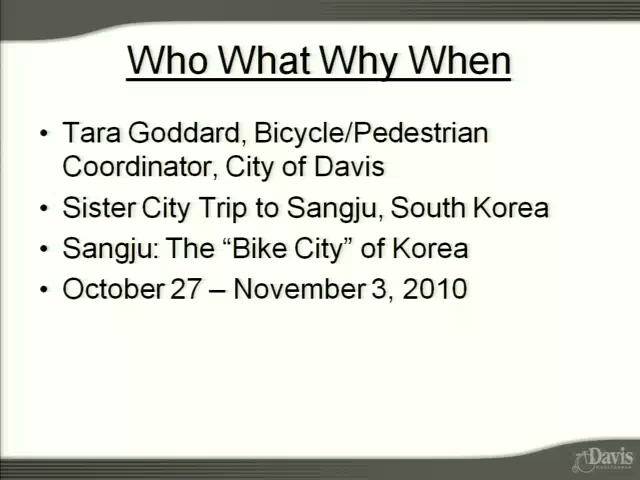 Who What Why When
• Tara Goddard, Bicycle/Pedestrian
Coordinator, City of Davis
• Sister City Trip to Sangju, South Korea
• Sangju: The “Bike City” of Korea
• October 27 – November 3, 2010
Davis